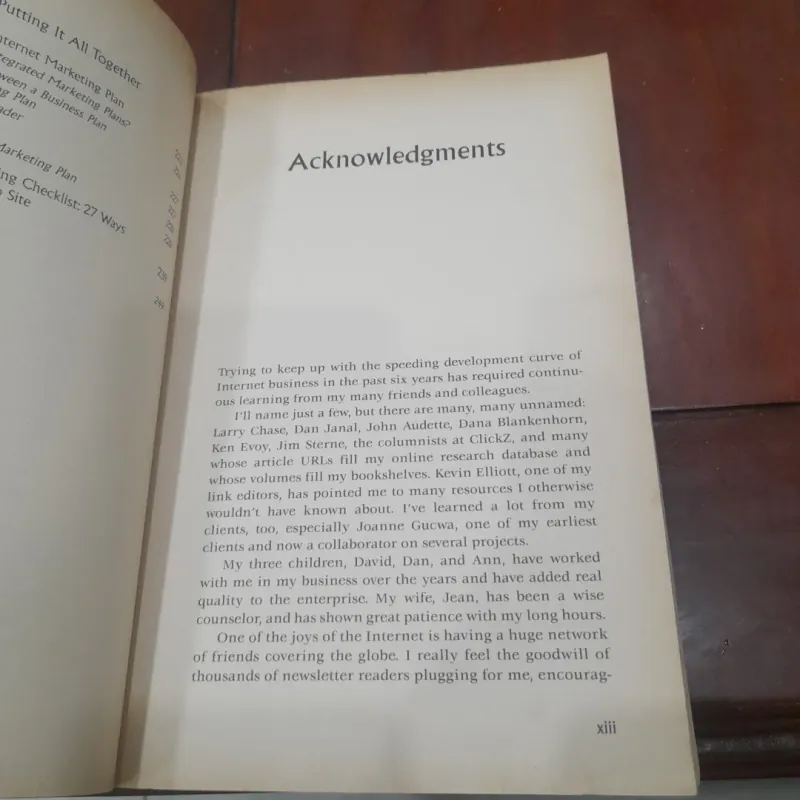 Putting It All Together
Internet Marketing Plan
Integrated Marketing Plans?
ween a Business Plan
ng Plan
ader
Marketing Plan
ing Checklist: 27 Ways
Site
239
249
Acknowledgments
Trying to keep up with the speeding development curve of
Internet business in the past six years has required continu-
ous learning from my many friends and colleagues.
I'll name just a few, but there are many, many unnamed:
Larry Chase, Dan Janal, John Audette, Dana Blankenhorn,
Ken Evoy, Jim Sterne, the columnists at ClickZ, and many
whose article URLs fill my online research database and
whose volumes fill my bookshelves. Kevin Elliott, one of my
link editors, has pointed me to many resources I otherwise
wouldn't have known about. I've learned a lot from my
clients, too, especially Joanne Gucwa, one of my earliest
clients and now a collaborator on several projects.
My three children, David, Dan, and Ann, have worked
with me in my business over the years and have added real
quality to the enterprise. My wife, Jean, has been a wise
counselor, and has shown great patience with my long hours.
One of the joys of the Internet is having a huge network
of friends covering the globe. I really feel the goodwill of
thousands of newsletter readers plugging for me, encourag-
xiii